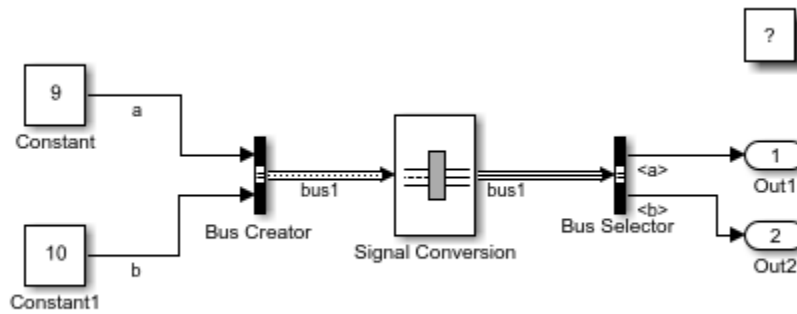 ?
9
a
Constant
bus1
bus1
<a>
1
Out1
<b>
Bus Creator
Signal Conversion
Bus Selector
10
b
Constant1
2
Out2